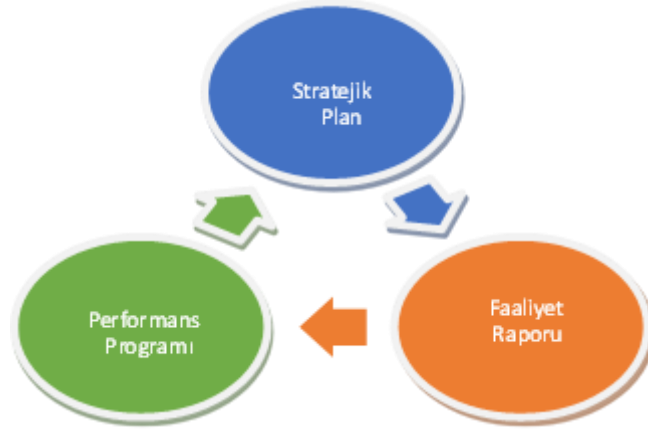 Stratejik
Plan
Faaliyet
Raporu
Performans
Programı